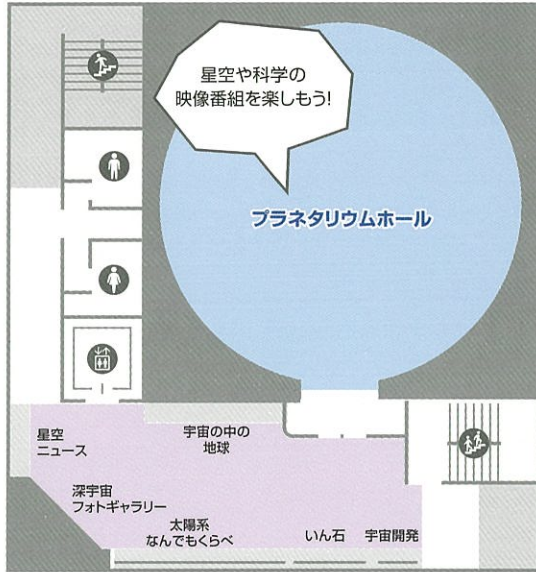 星空や科学の
映像番組を楽しもう!
プラネタリウムホール
星空
ニュース
宇宙の中の
地球
深宇宙
フォトギャラリー
太陽系
なんでもくらべ
いん石
宇宙開発